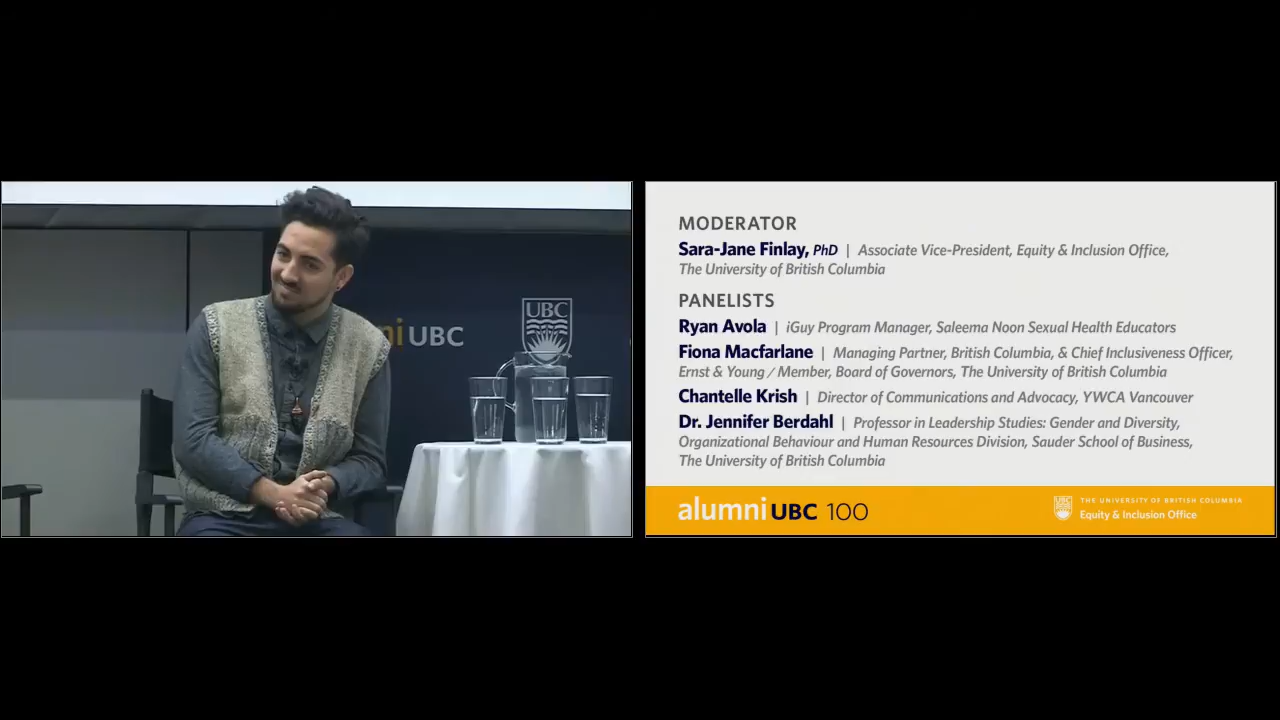 ni UBC
UBC
MODERATOR
Sara-Jane Finlay, PhD | Associate Vice-President, Equity & Inclusion Office,
The University of British Columbia
PANELISTS
Ryan Avola | iGuy Program Manager, Saleema Noon Sexual Health Educators
Fiona Macfarlane | Managing Partner, British Columbia, & Chief Inclusiveness Officer,
Ernst & Young / Member, Board of Governors, The University of British Columbia
Chantelle Krish | Director of Communications and Advocacy, YWCA Vancouver
Dr. Jennifer Berdahl | Professor in Leadership Studies: Gender and Diversity,
Organizational Behaviour and Human Resources Division, Sauder School of Business,
The University of British Columbia
alumni UBC 100
UBC
THE UNIVERSITY OF BRITISH COLUMBIA
Equity & Inclusion Office